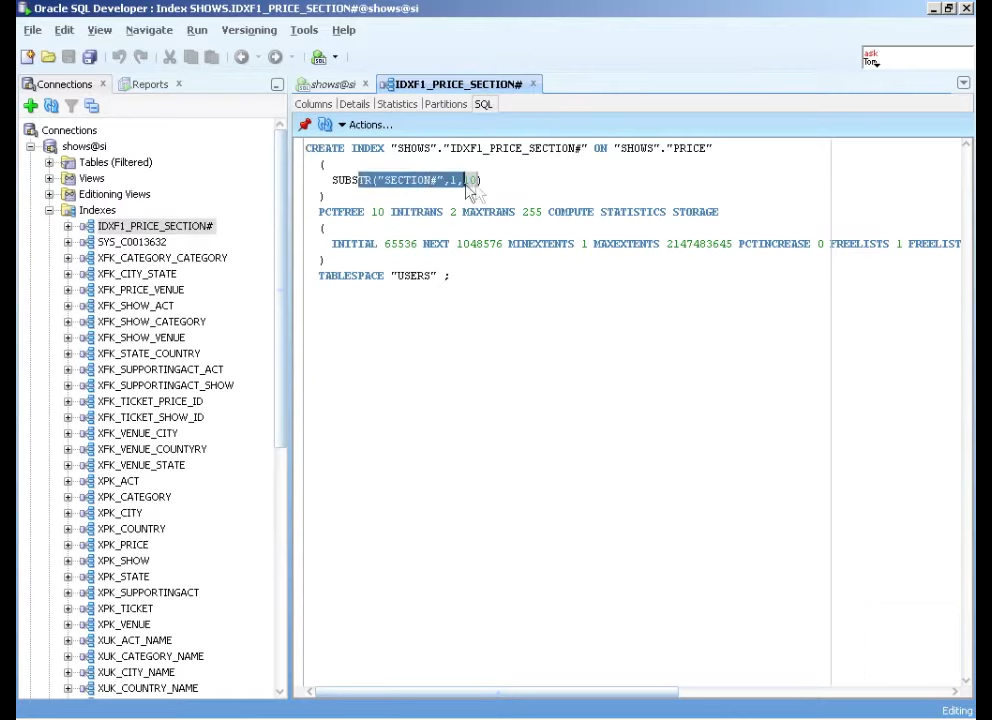 Oracle SQL Developer : Index SHOWS.IDXF1_PRICE_SECTION#@shows@si
File Edit View Navigate Run Versioning Tools Help
ask
Tom
Connections Reports shows@si IDXF1_PRICE_SECTION#
Columns Details Statistics Partitions SQL
Actions...
Connections
shows@si
Tables (Filtered)
Views
Editioning Views
Indexes
IDXF1_PRICE_SECTION#
SYS_C0013632
XFK_CATEGORY_CATEGORY
XFK_CITY_STATE
XFK_PRICE_VENUE
XFK_SHOW_ACT
XFK_SHOW_CATEGORY
XFK_SHOW_VENUE
XFK_STATE_COUNTRY
XFK_SUPPORTINGACT_ACT
XFK_SUPPORTINGACT_SHOW
XFK_TICKET_PRICE_ID
XFK_TICKET_SHOW_ID
XFK_VENUE_CITY
XFK_VENUE_COUNTYRY
XFK_VENUE_STATE
XPK_ACT
XPK_CATEGORY
XPK_CITY
XPK_COUNTRY
XPK_PRICE
XPK_SHOW
XPK_STATE
XPK_SUPPORTINGACT
XPK_TICKET
XPK_VENUE
XUK_ACT_NAME
XUK_CATEGORY_NAME
XUK_CITY_NAME
XUK_COUNTRY_NAME
CREATE INDEX "SHOWS"."IDXF1_PRICE_SECTION#" ON "SHOWS"."PRICE"
(
SUBSTR("SECTION#",1,10)
)
PCTFREE 10 INITRANS 2 MAXTRANS 255 COMPUTE STATISTICS STORAGE
(
INITIAL 65536 NEXT 1048576 MINEXTENTS 1 MAXEXTENTS 2147483645 PCTINCREASE 0 FREELISTS 1 FREELIST
)
TABLESPACE "USERS" ;
Editing